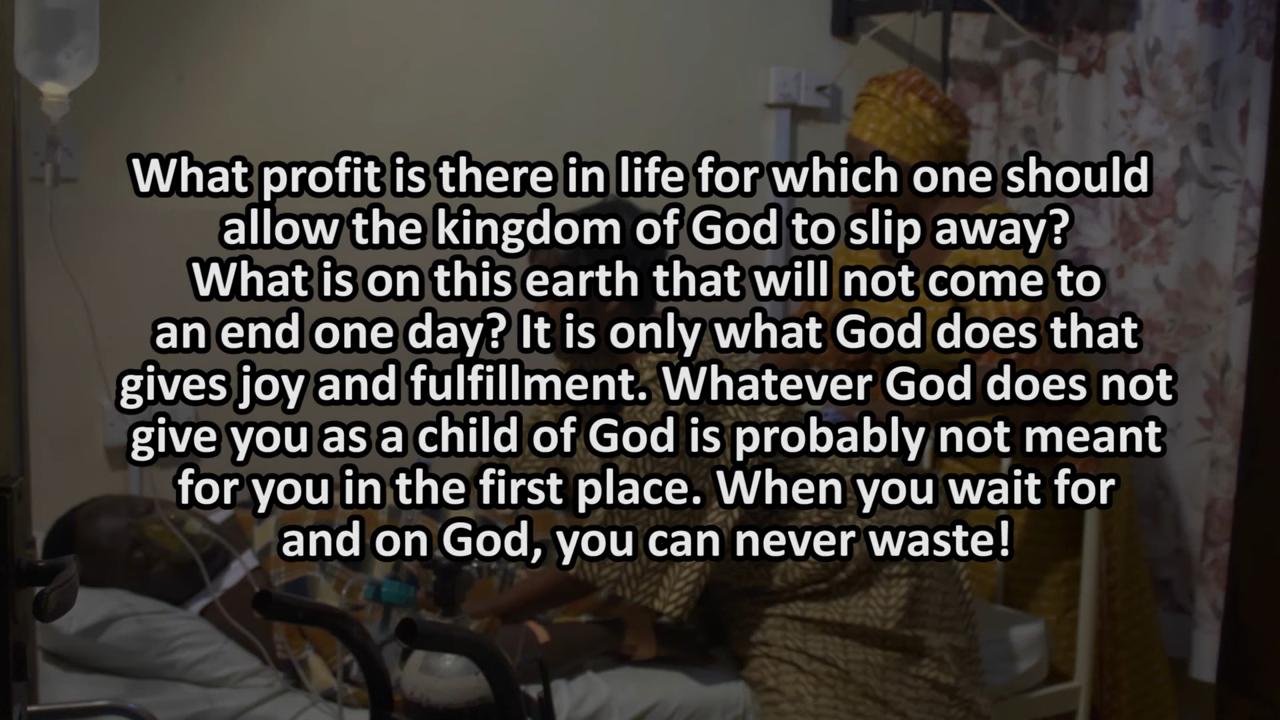 What profit is there in life for which one should
allow the kingdom of God to slip away?
What is on this earth that will not come to
an end one day? It is only what God does that
gives joy and fulfillment. Whatever God does not
give you as a child of God is probably not meant
for you in the first place. When you wait for
and on God, you can never waste!